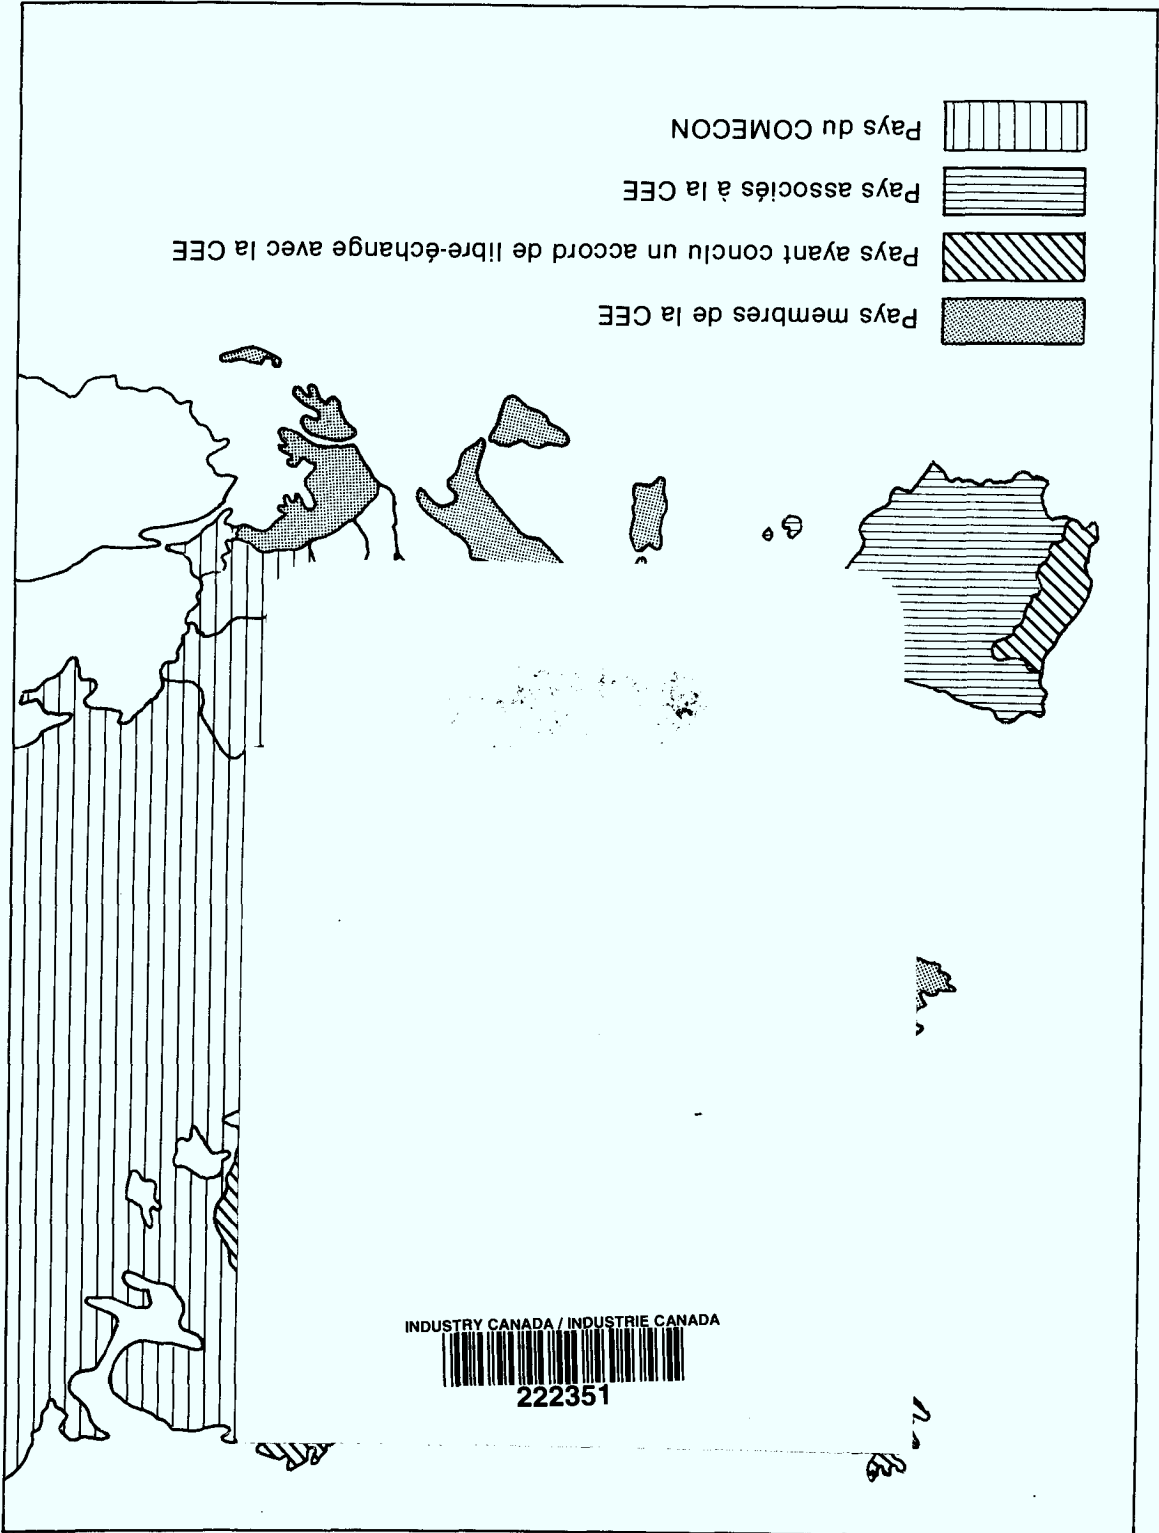 Pays membres de la CEE
Pays ayant conclu un accord de libre-échange avec la CEE
Pays associés à la CEE
Pays du COMECON
INDUSTRY CANADA / INDUSTRIE CANADA
222351